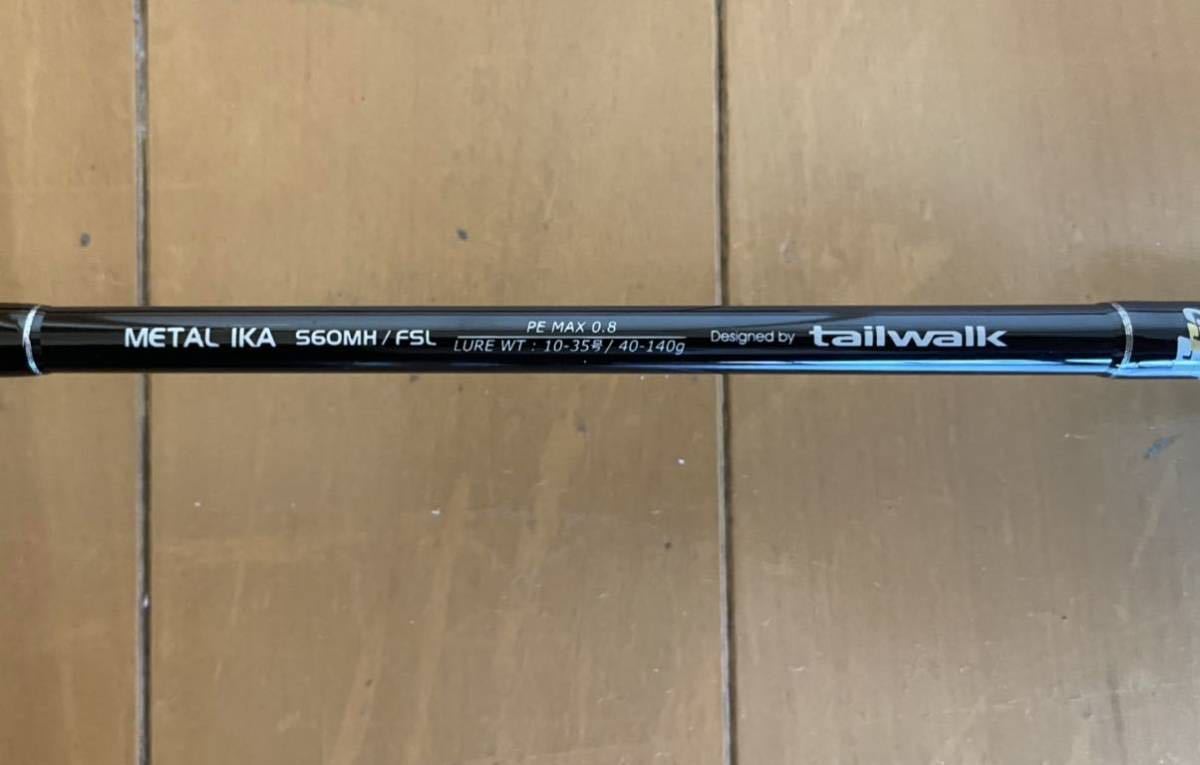 METAL IKA S60MH/FSL
PE MAX 0.8
LURE WT : 10-35号/ 40-140g
Designed by tailwalk